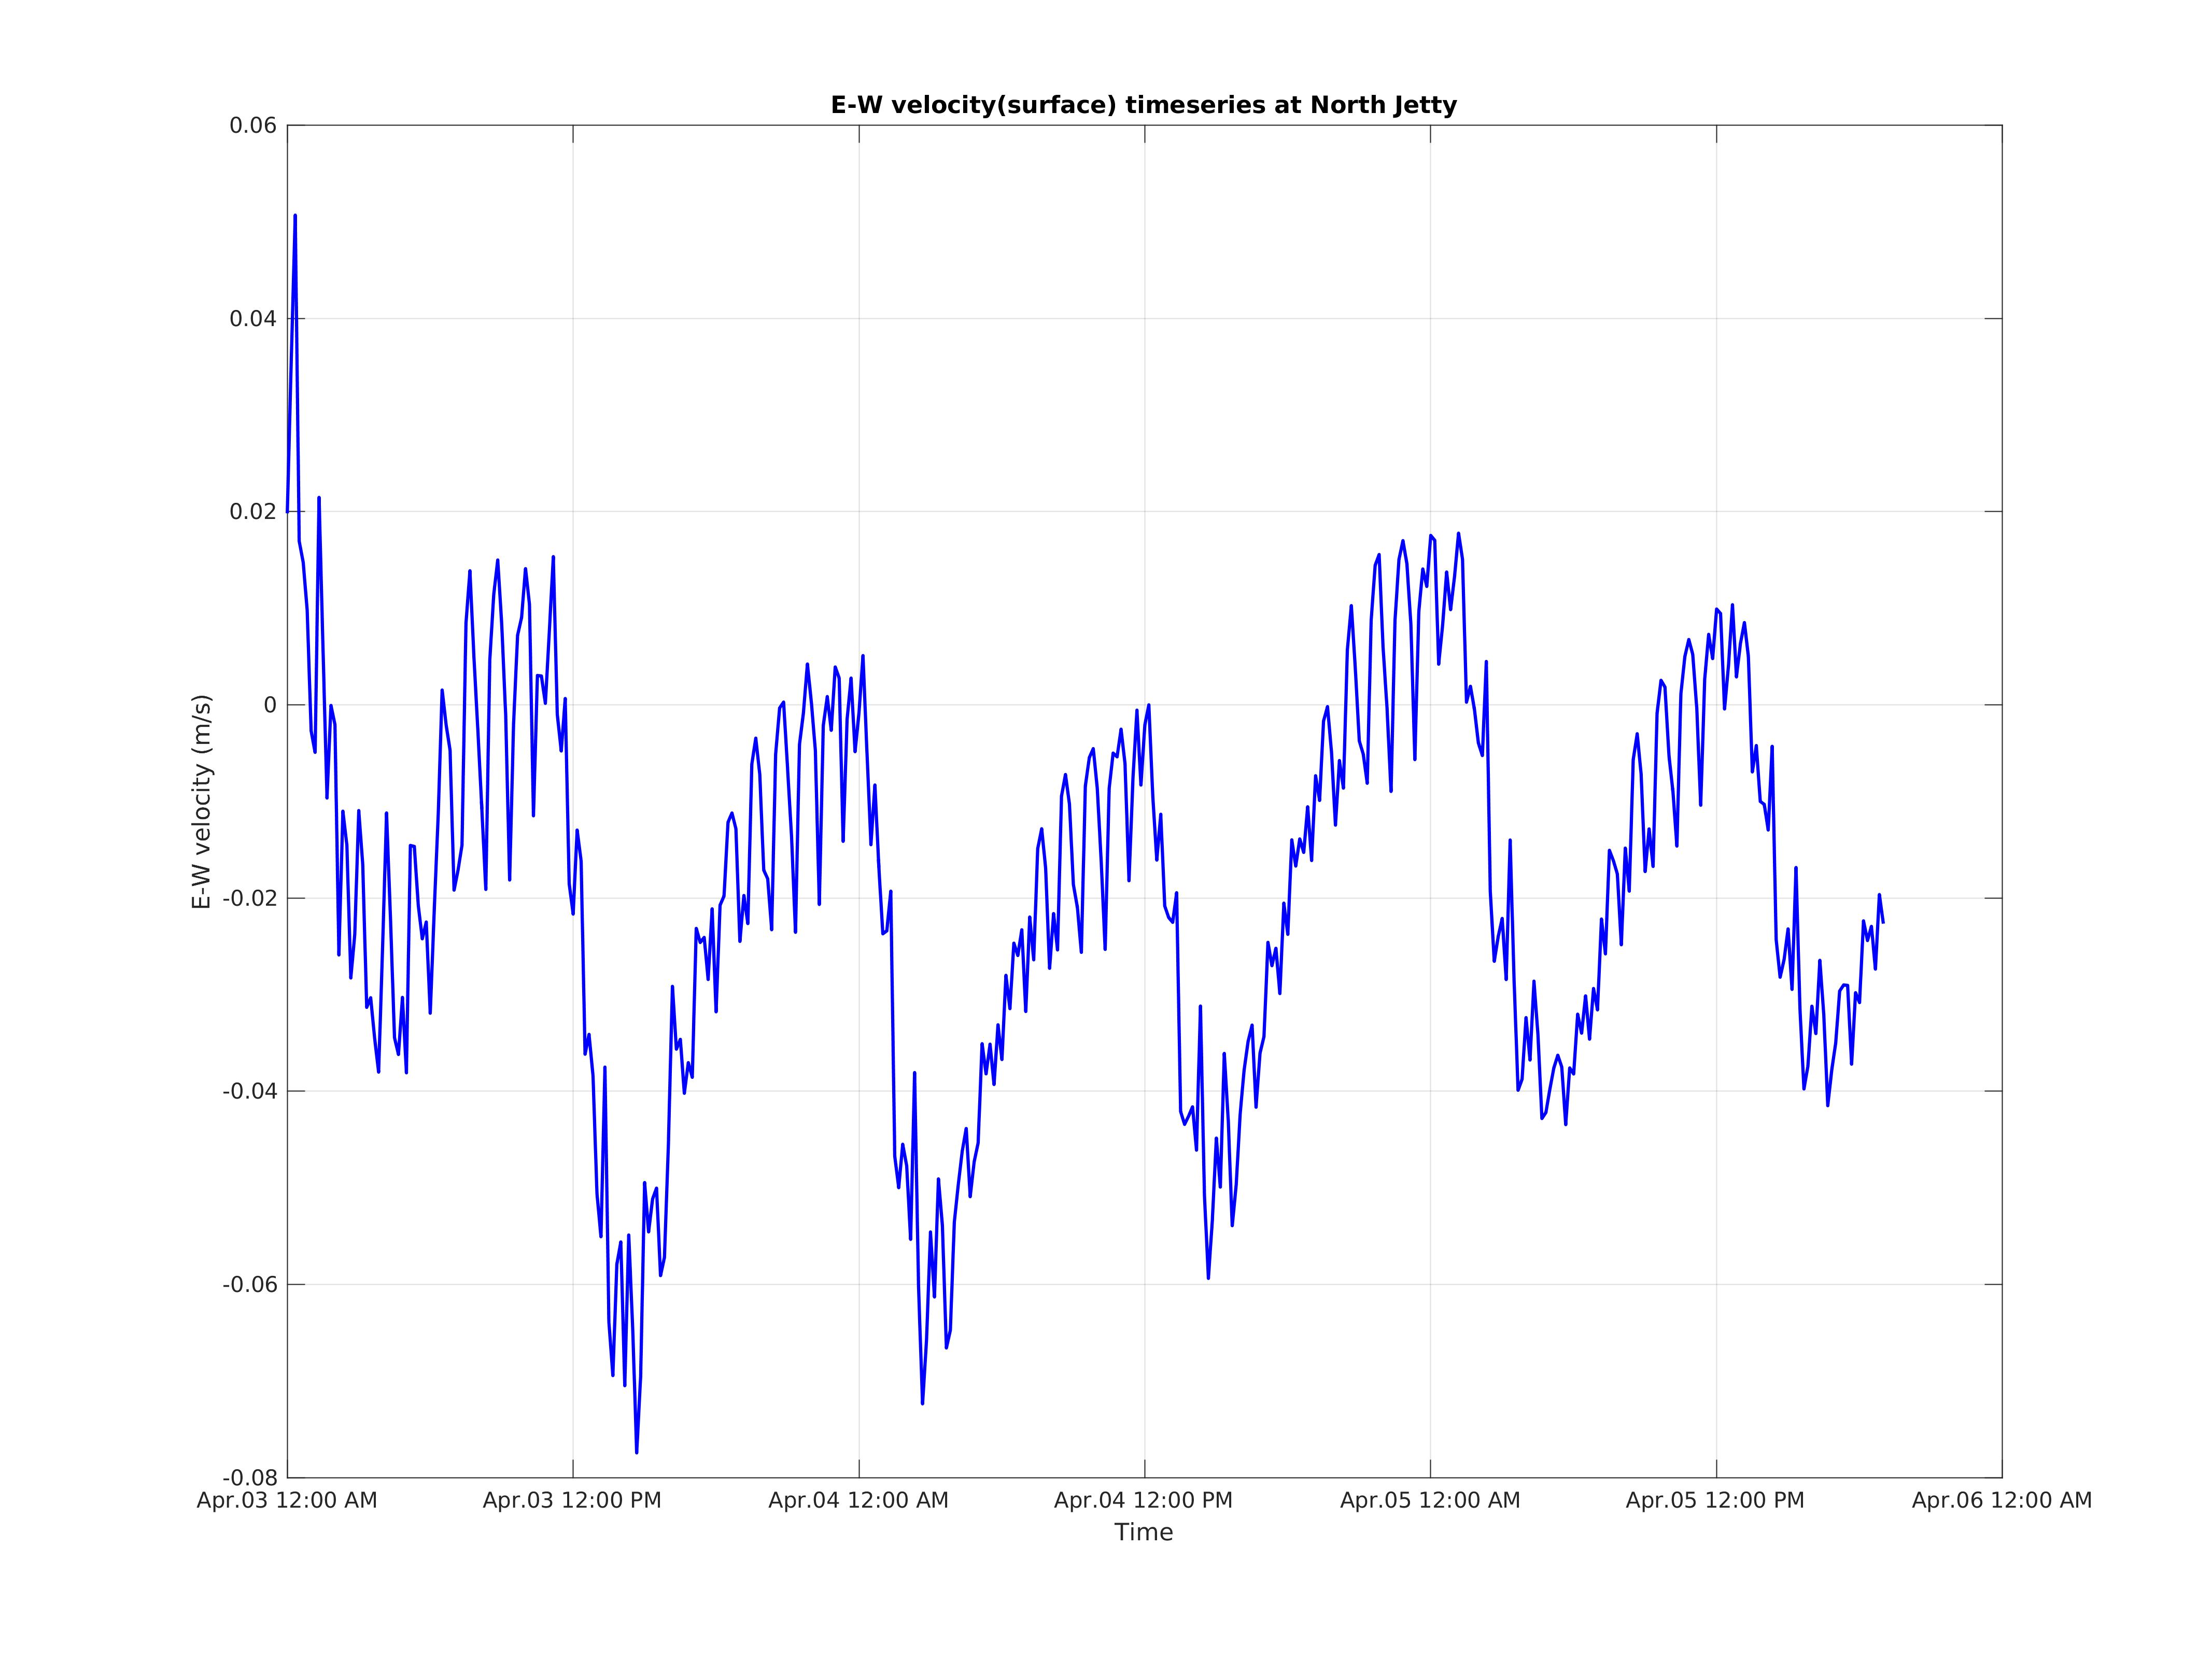 E-W velocity(surface) timeseries at North Jetty
0.06
0.04
0.02
0
-0.02
-0.04
-0.06
-0.08
E-W velocity (m/s)
Apr.03 12:00 AM Apr.03 12:00 PM Apr.04 12:00 AM Apr.04 12:00 PM Apr.05 12:00 AM Apr.05 12:00 PM Apr.06 12:00 AM
Time